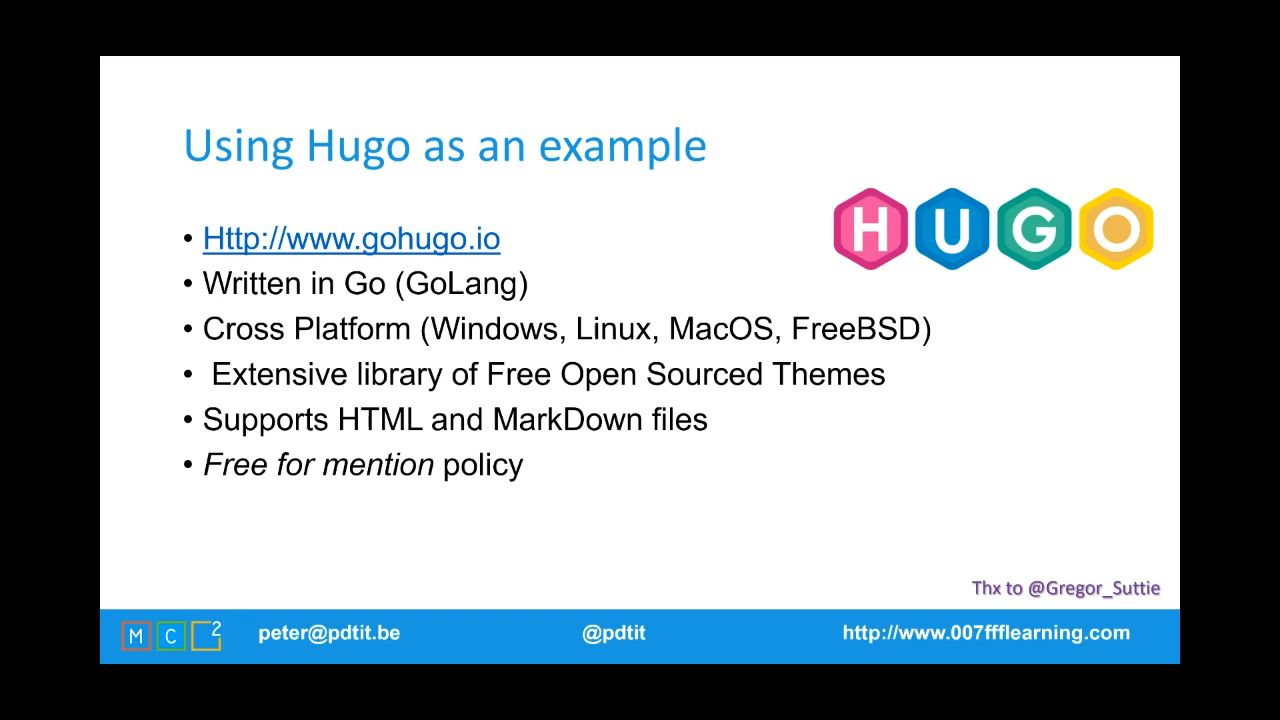 Using Hugo as an example
HUGO
• Http://www.gohugo.io
• Written in Go (GoLang)
• Cross Platform (Windows, Linux, MacOS, FreeBSD)
• Extensive library of Free Open Sourced Themes
• Supports HTML and MarkDown files
• Free for mention policy
Thx to @Gregor_Suttie
M C 2 peter@pdtit.be @pdtit http://www.007ffflearning.com